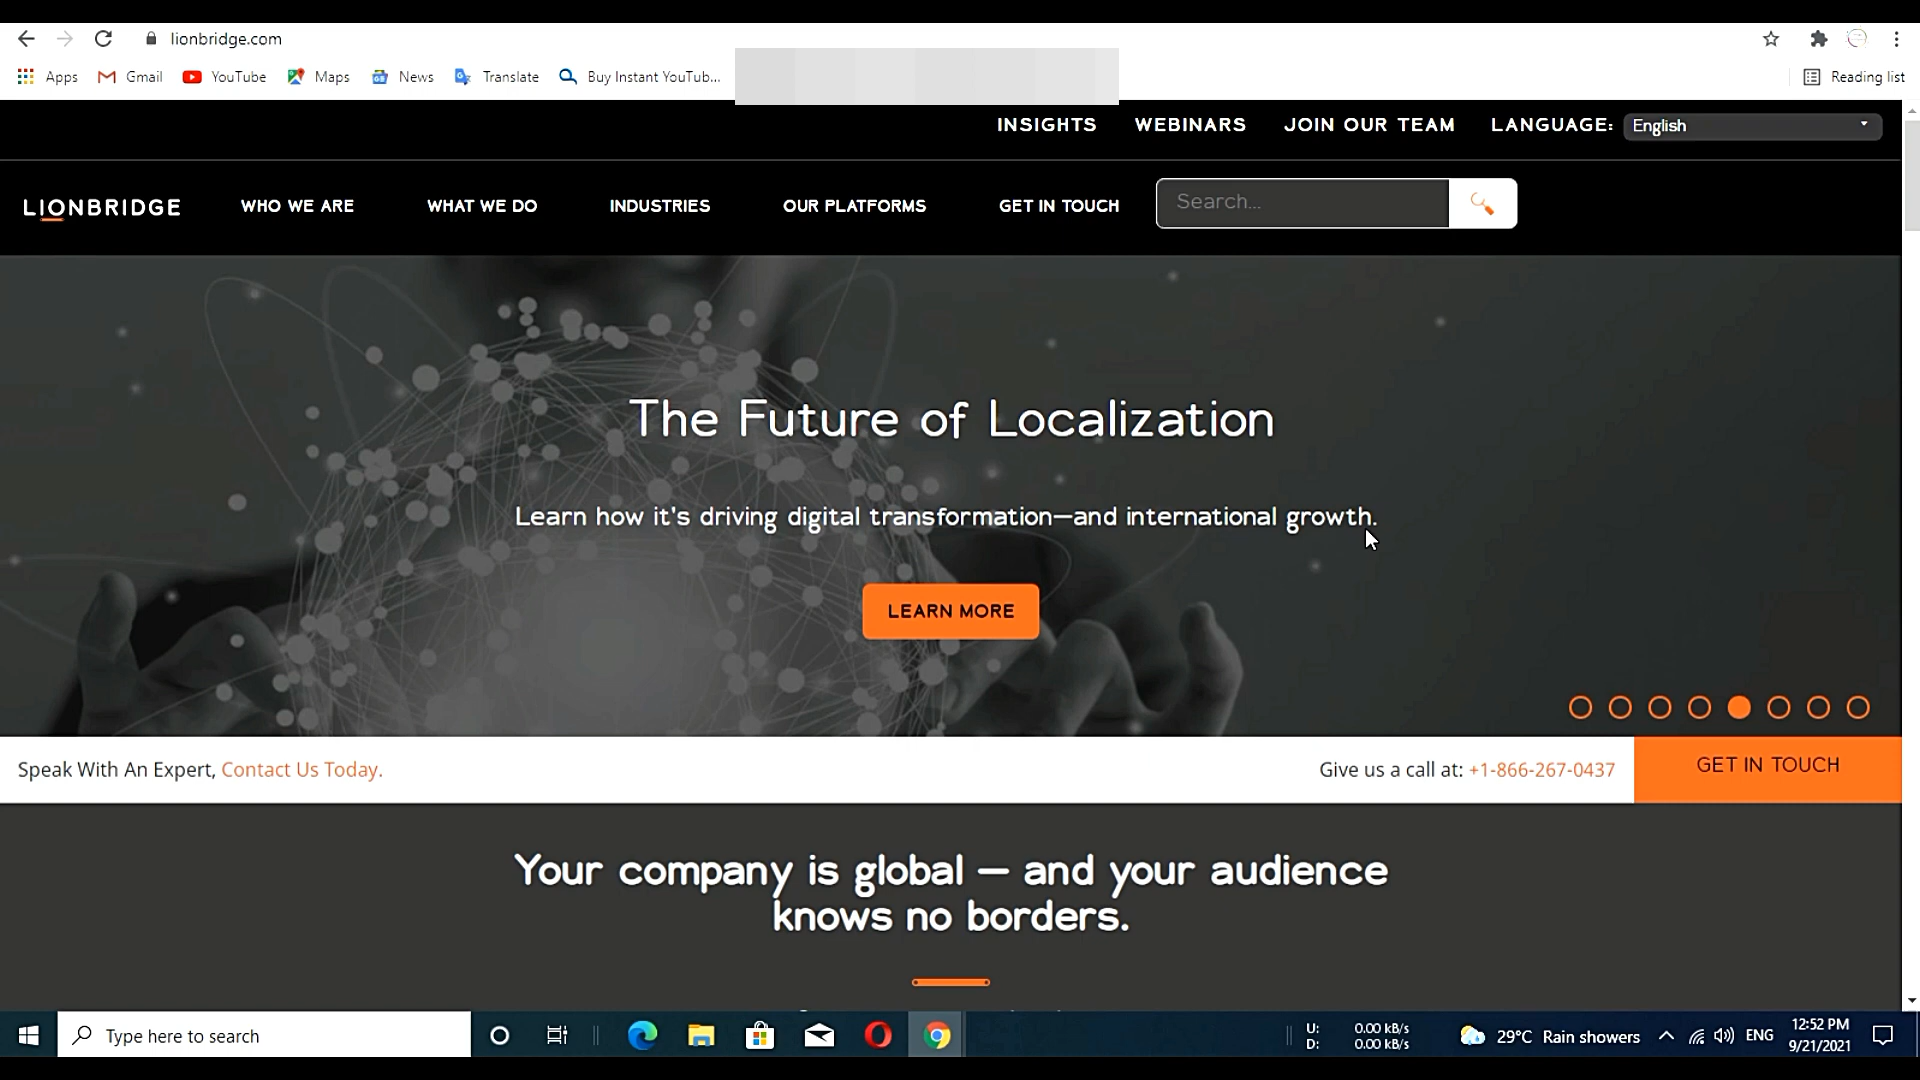 lionbridge.com
Apps Gmail YouTube Maps News Translate Buy Instant YouTub... Reading list
INSIGHTS WEBINARS JOIN OUR TEAM LANGUAGE: English
LIONBRIDGE WHO WE ARE WHAT WE DO INDUSTRIES OUR PLATFORMS GET IN TOUCH Search...
The Future of Localization
Learn how it's driving digital transformation—and international growth.
LEARN MORE
Speak With An Expert, Contact Us Today. Give us a call at: +1-866-267-0437 GET IN TOUCH
Your company is global — and your audience
knows no borders.
Type here to search
U: 0.00 kB/s
D: 0.00 kB/s
29°C Rain showers ENG
12:52 PM
9/21/2021